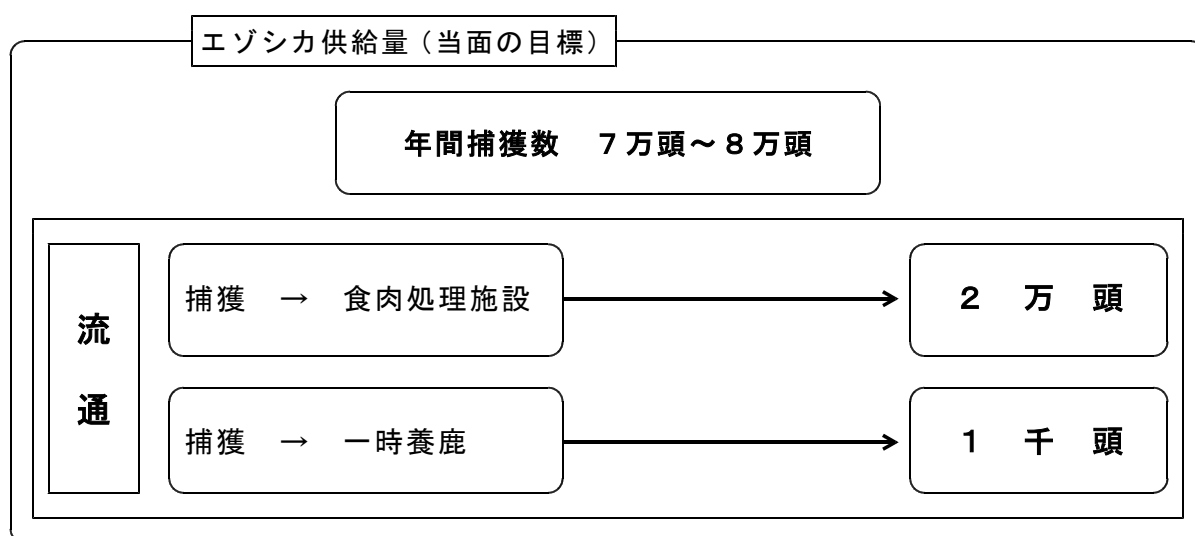 エゾシカ供給量（当面の目標）
年間捕獲数　７万頭～８万頭
流通
捕獲　→　食肉処理施設
２　万　頭
捕獲　→　一時養鹿
１　千　頭